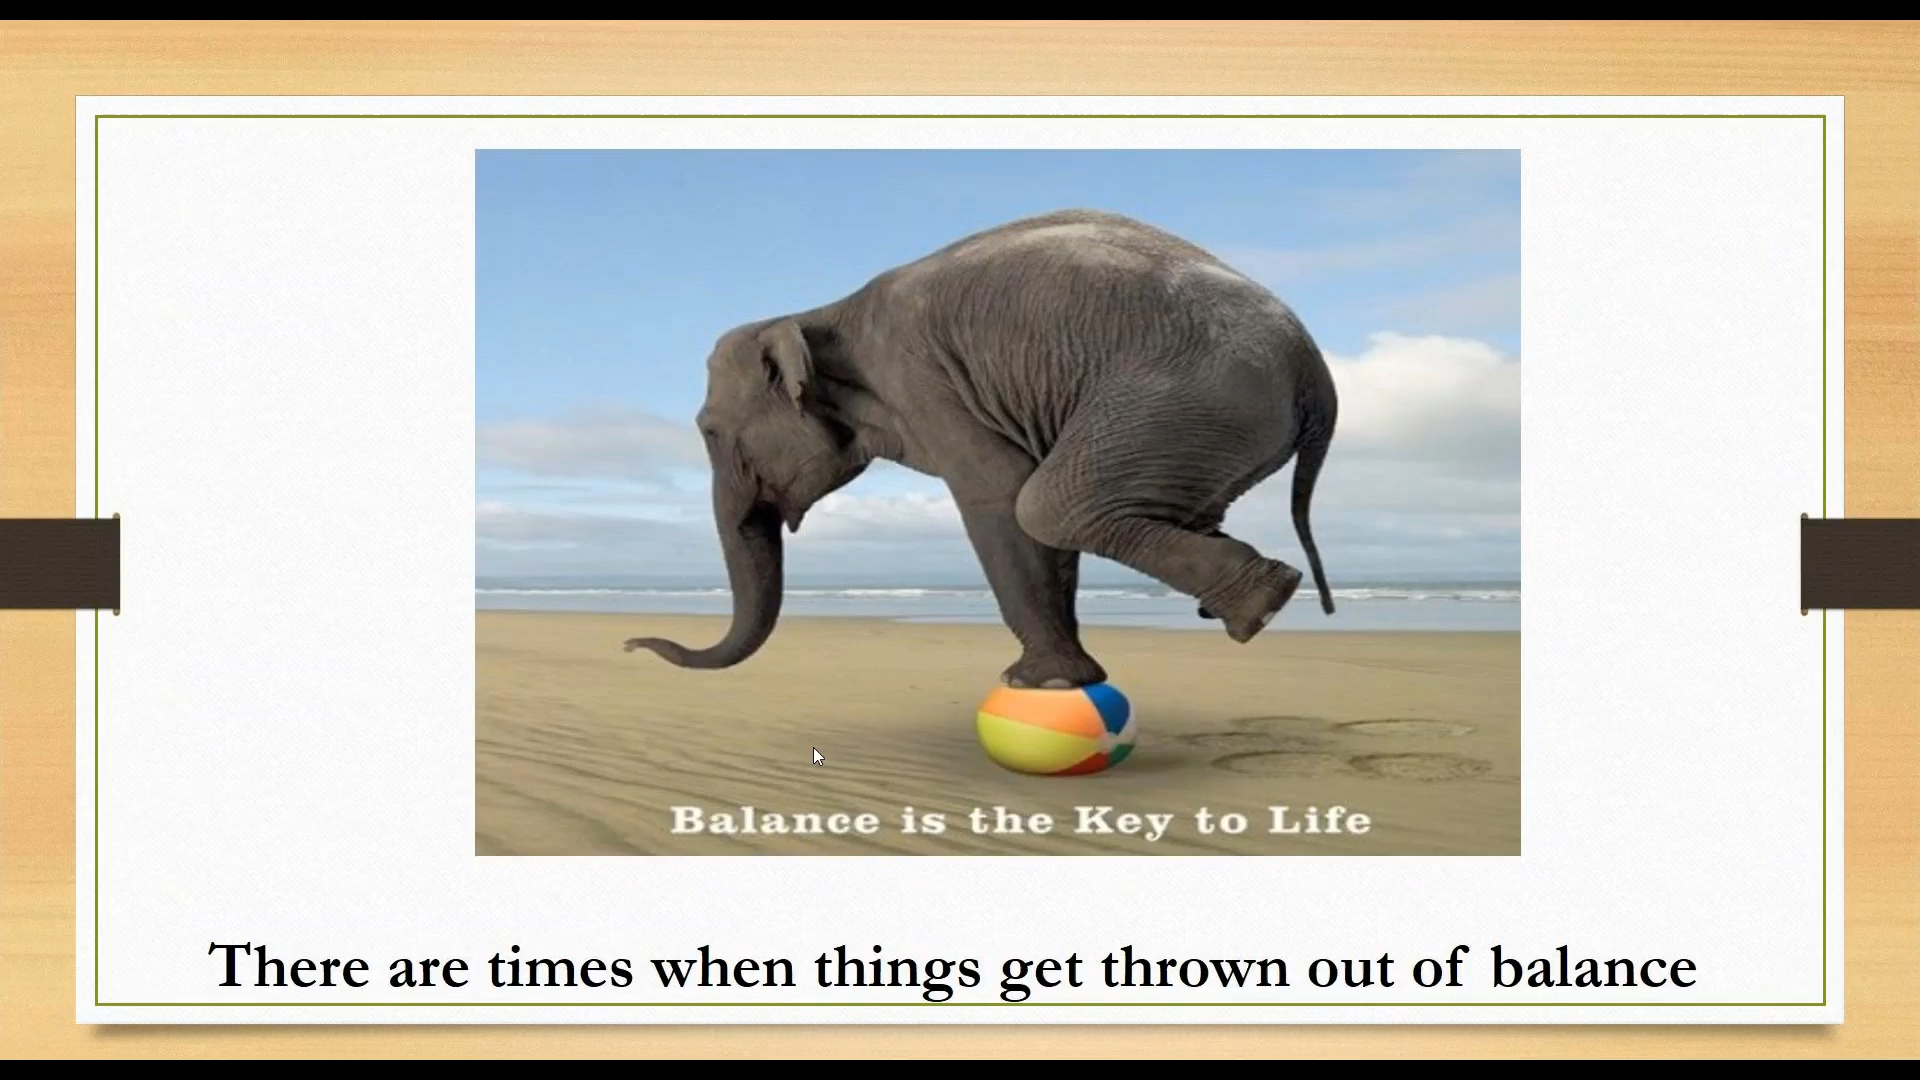 Balance is the Key to Life
There are times when things get thrown out of balance